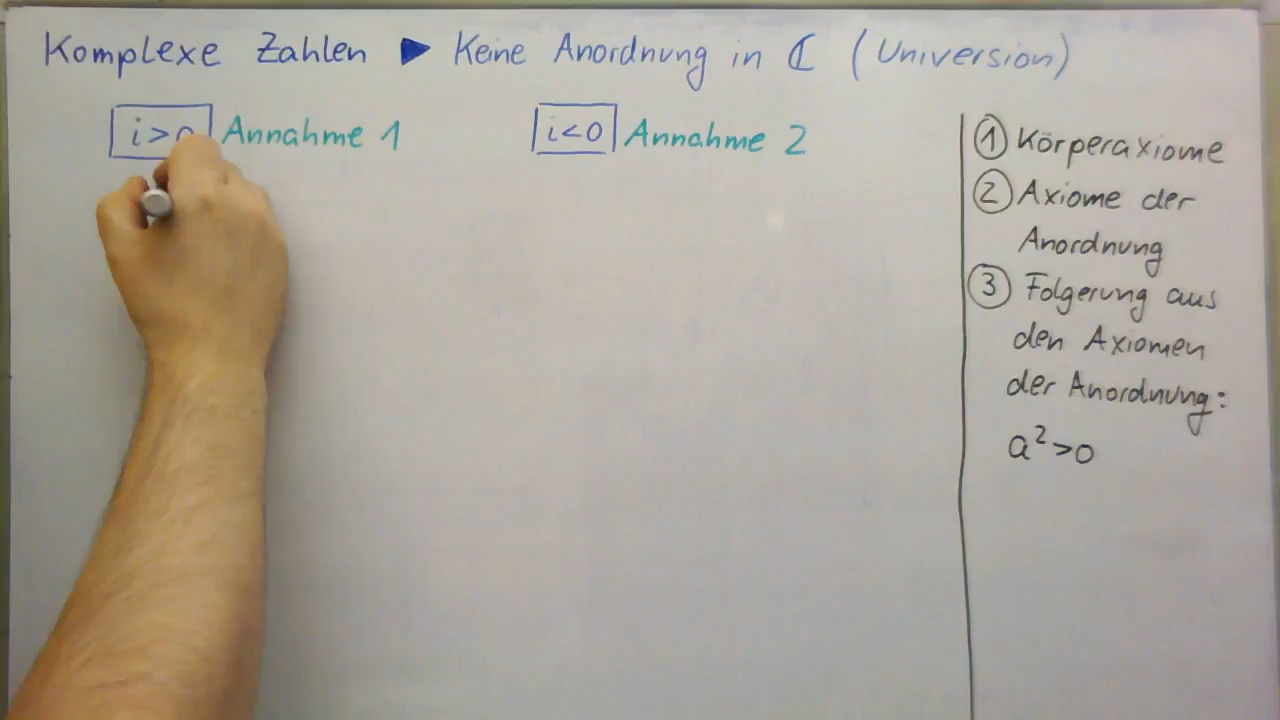 Komplexe Zahlen ▶ Keine Anordnung in ℂ (Universion)
i>0 Annahme 1
i<0 Annahme 2
① Körperaxiome
② Axiome der
Anordnung
③ Folgerung aus
den Axiomen
der Anordnung:
a²>0